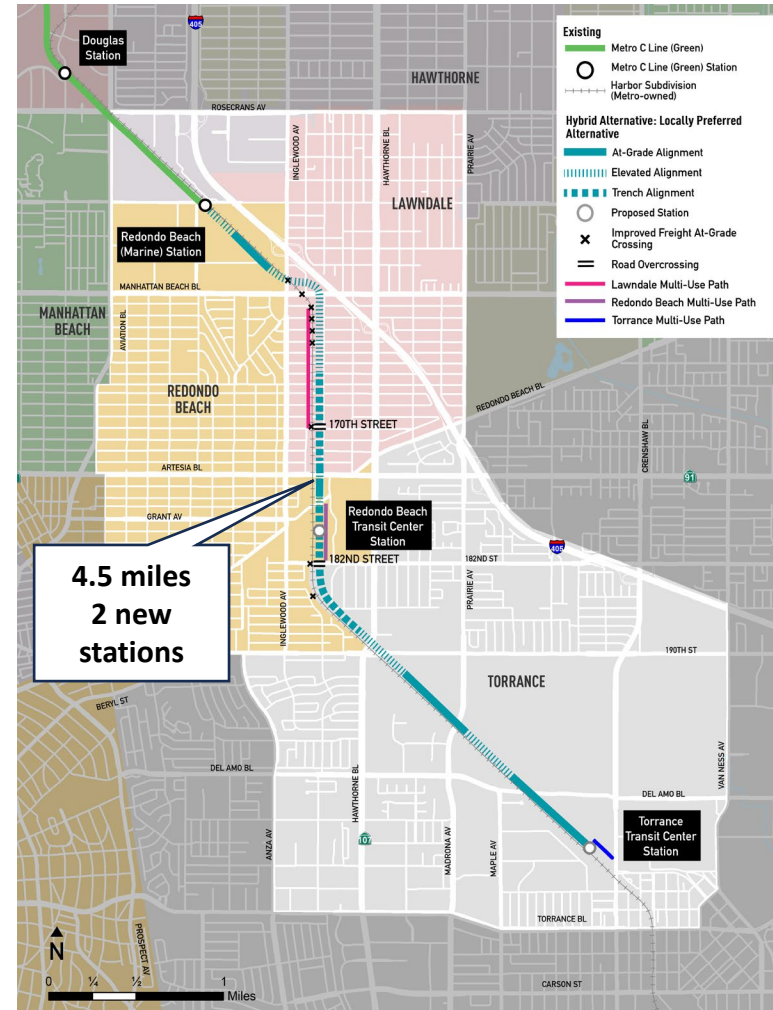 405
Douglas
Station
HAWTHORNE
ROSECRANS AV
INGLEWOOD AV
HAWTHORNE BL
PRAIRIE AV
LAWNDALE
Existing
Metro C Line (Green)
Metro C Line (Green) Station
Harbor Subdivision
(Metro-owned)
Hybrid Alternative: Locally Preferred
Alternative
At-Grade Alignment
Elevated Alignment
Trench Alignment
Proposed Station
Improved Freight At-Grade
Crossing
Road Overcrossing
Lawndale Multi-Use Path
Redondo Beach Multi-Use Path
Torrance Multi-Use Path
Redondo Beach
(Marine) Station
MANHATTAN BEACH BL
MANHATTAN
BEACH
AVIATION BL
REDONDO
BEACH
REDONDO BEACH BL
170TH STREET
CRENSHAW BL
ARTESIA BL
91
GRANT AV
Redondo Beach
Transit Center
Station
405
182ND STREET
182ND ST
PRAIRIE AV
4.5 miles
2 new
stations
INGLEWOOD AV
190TH ST
TORRANCE
BERYL ST
DEL AMO BL
HAWTHORNE BL
VAN NESS AV
DEL AMO BL
ANZA AV
107
MADRONA AV
MAPLE AV
Torrance
Transit Center
Station
TORRANCE BL
PROSPECT AV
N
0 ¼ ½ 1
Miles
CARSON ST